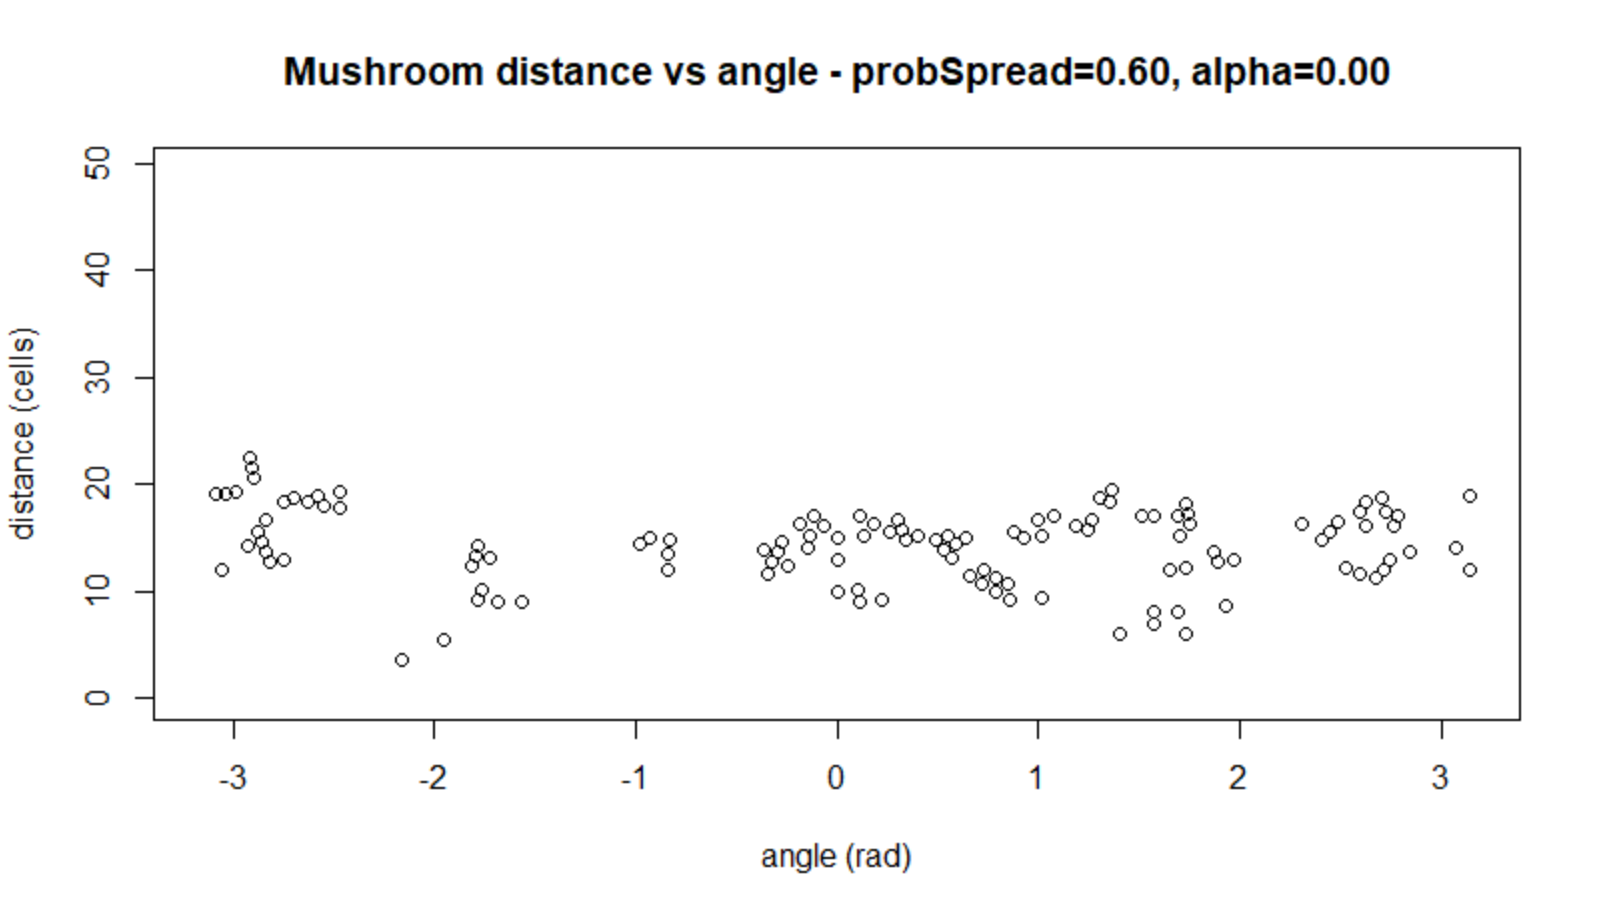 Mushroom distance vs angle - probSpread=0.60, alpha=0.00
50
40
30
20
10
0
distance (cells)
-3 -2 -1 0 1 2 3
angle (rad)